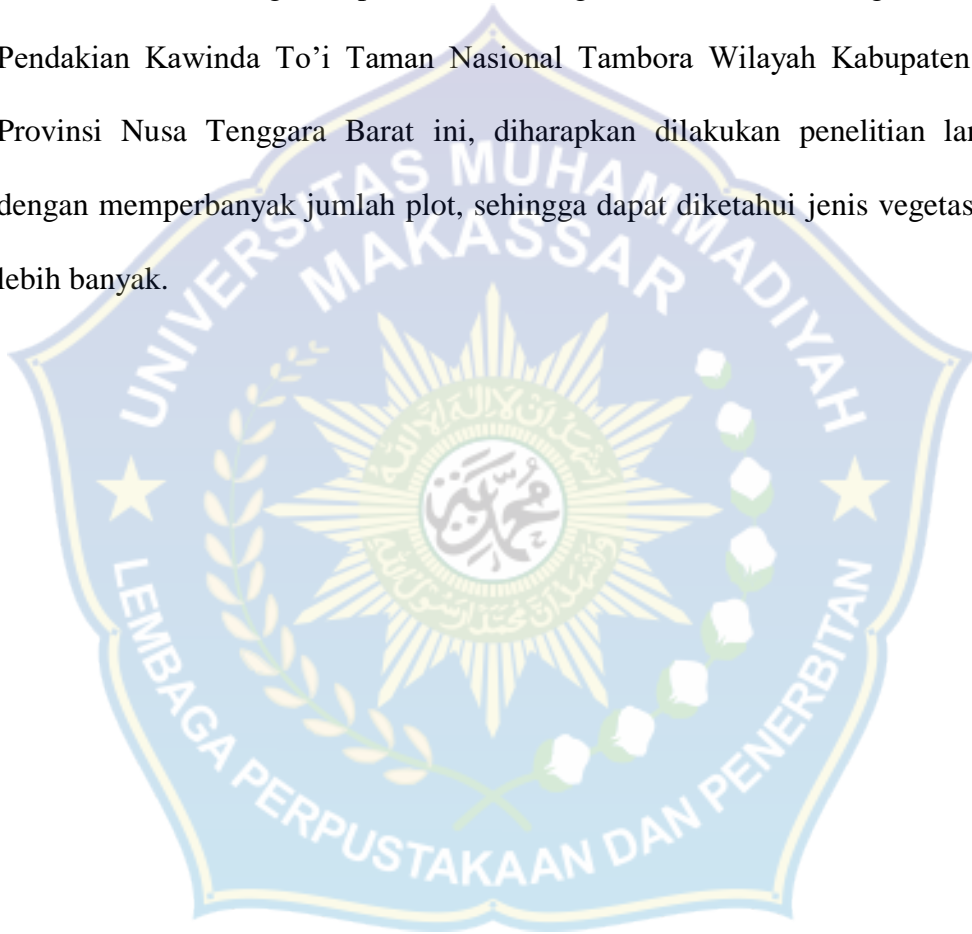 Pendakian Kawinda To’i Taman Nasional Tambora Wilayah Kabupaten
Provinsi Nusa Tenggara Barat ini, diharapkan dilakukan penelitian
dengan memperbanyak jumlah plot, sehingga dapat diketahui jenis
lebih banyak.
UNIVERSITAS MUHAMMADIYAH
MAKASSAR
LEMBAGA PERPUSTAKAAN DAN PENERBITAN